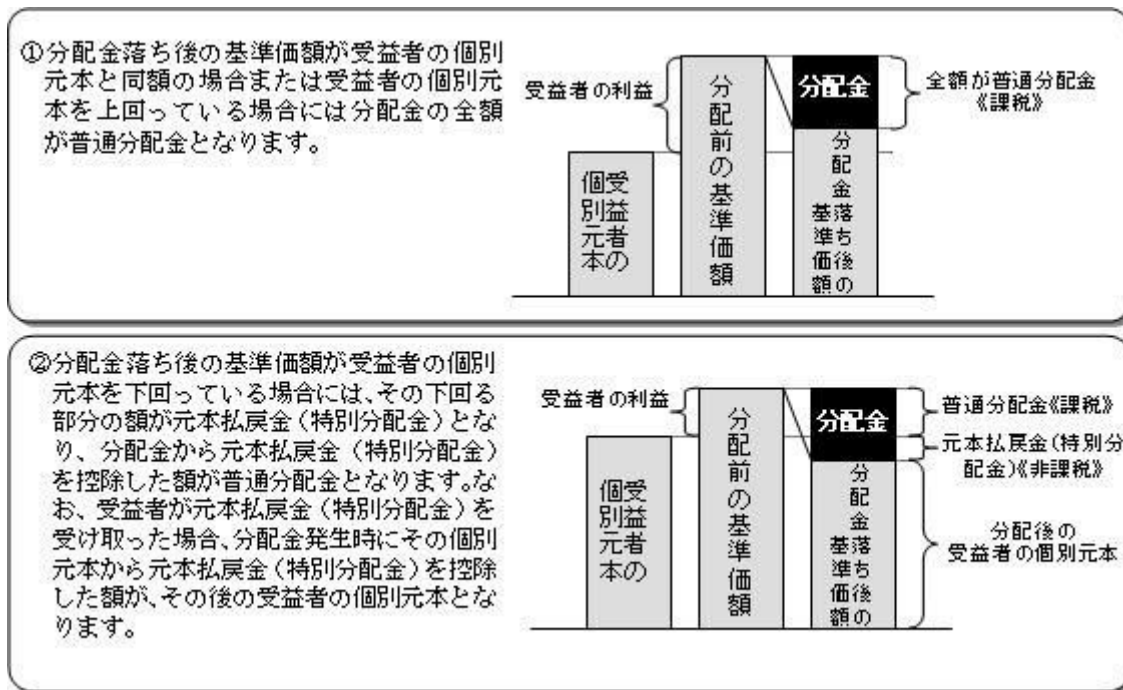 ①分配金落ち後の基準価額が受益者の個別
元本と同額の場合または受益者の個別元
本を上回っている場合には分配金の全額
が普通分配金となります。
受益者の利益
受益者の
個別元本
分配前の基準価額
分配金
分配金落ち後の
基準価額
全額が普通分配金
《課税》
②分配金落ち後の基準価額が受益者の個別
元本を下回っている場合には、その下回る
部分の額が元本払戻金(特別分配金)とな
り、分配金から元本払戻金(特別分配金)
を控除した額が普通分配金となります。な
お、受益者が元本払戻金(特別分配金)を
受け取った場合、分配金発生時にその個別
元本から元本払戻金(特別分配金)を控除
した額が、その後の受益者の個別元本とな
ります。
受益者の利益
受益者の
個別元本
分配前の基準価額
分配金
分配金落ち後の
基準価額
普通分配金《課税》
元本払戻金(特別分
配金)《非課税》
分配後の
受益者の個別元本